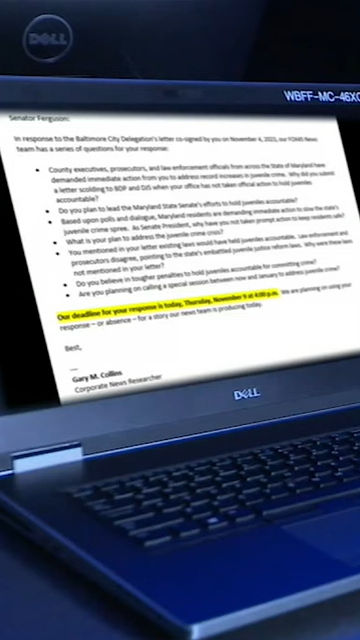 DELL
WBFF-MC-46XC
Senator Ferguson:
In response to the Baltimore City Delegation's letter co-signed by you on November 4, 2023, our FOX45 News
team has a series of questions for your response:
• County executives, prosecutors, and law enforcement officials from across the State of Maryland have
demanded immediate action from you to address record increases in juvenile crime. Why did you submit
a letter scolding to BDP and DJS when your office has not taken official action to hold juveniles
accountable?
• Do you plan to lead the Maryland State Senate's efforts to hold juveniles accountable?
• Based upon polls and dialogue, Maryland residents are demanding immediate action to slow the state's
juvenile crime spree. As Senate President, why have you not taken prompt action to keep residents safe?
• What is your plan to address the juvenile crime crisis?
• You mentioned in your letter existing laws would have held juveniles accountable. Law enforcement and
prosecutors disagree, pointing to the state's embattled juvenile justice reform laws. Why were these laws
not mentioned in your letter?
• Do you believe in tougher penalties to hold juveniles accountable for committing crime?
• Are you planning on calling a special session between now and January to address juvenile crime?
Our deadline for your response is today, Thursday, November 9 at 4:00 p.m. We are planning on using your
response – or absence – for a story our news team is producing today.
Best,
—
Gary M. Collins
Corporate News Researcher
DELL